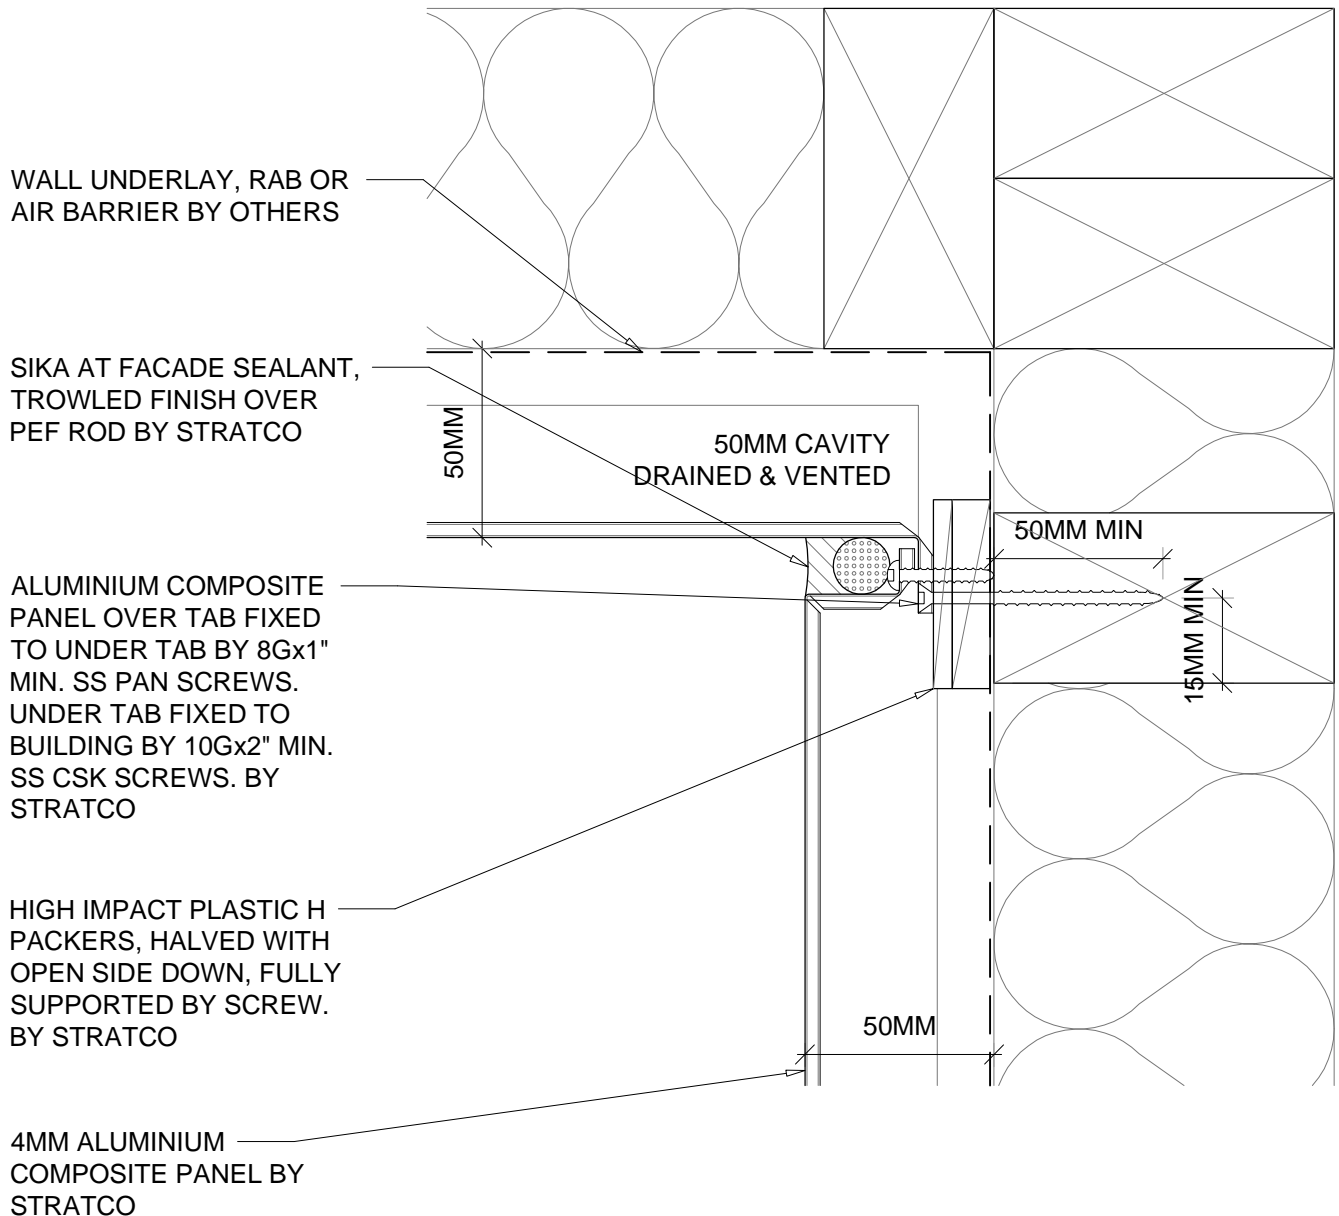 WALL UNDERLAY, RAB OR
AIR BARRIER BY OTHERS
SIKA AT FACADE SEALANT,
TROWLED FINISH OVER
PEF ROD BY STRATCO
50MM
50MM CAVITY
DRAINED & VENTED
50MM MIN
15MM MIN
ALUMINIUM COMPOSITE
PANEL OVER TAB FIXED
TO UNDER TAB BY 8Gx1"
MIN. SS PAN SCREWS.
UNDER TAB FIXED TO
BUILDING BY 10Gx2" MIN.
SS CSK SCREWS. BY
STRATCO
HIGH IMPACT PLASTIC H
PACKERS, HALVED WITH
OPEN SIDE DOWN, FULLY
SUPPORTED BY SCREW.
BY STRATCO
50MM
4MM ALUMINIUM
COMPOSITE PANEL BY
STRATCO